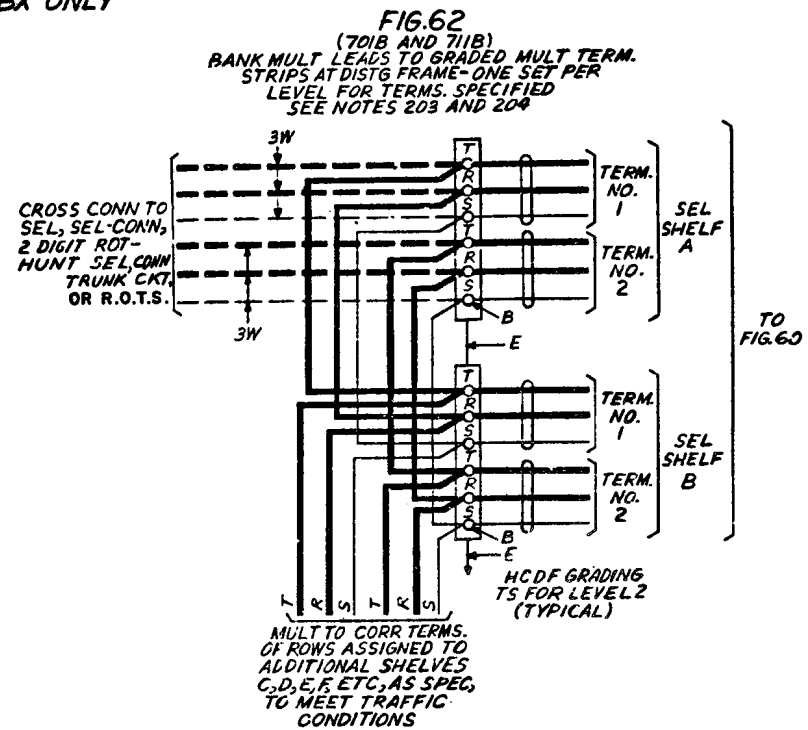 BX ONLY
FIG.62
(701B AND 711B)
BANK MULT LEADS TO GRADED MULT TERM.
STRIPS AT DISTG FRAME-ONE SET PER
LEVEL FOR TERMS. SPECIFIED
SEE NOTES 203 AND 204
3W
CROSS CONN TO
SEL, SEL-CONN,
2 DIGIT ROT-
HUNT SEL, CONN
TRUNK CKT,
OR R.O.T.S.
3W
T
R
S
T
R
S
B
E
TERM.
NO.
1
TERM.
NO.
2
SEL
SHELF
A
T
R
S
T
R
S
B
E
TERM.
NO.
1
TERM.
NO.
2
SEL
SHELF
B
TO
FIG.60
HCDF GRADING
TS FOR LEVEL 2
(TYPICAL)
T R S T R S
MULT TO CORR TERMS.
OF ROWS ASSIGNED TO
ADDITIONAL SHELVES
C,D,E,F, ETC, AS SPEC,
TO MEET TRAFFIC
CONDITIONS